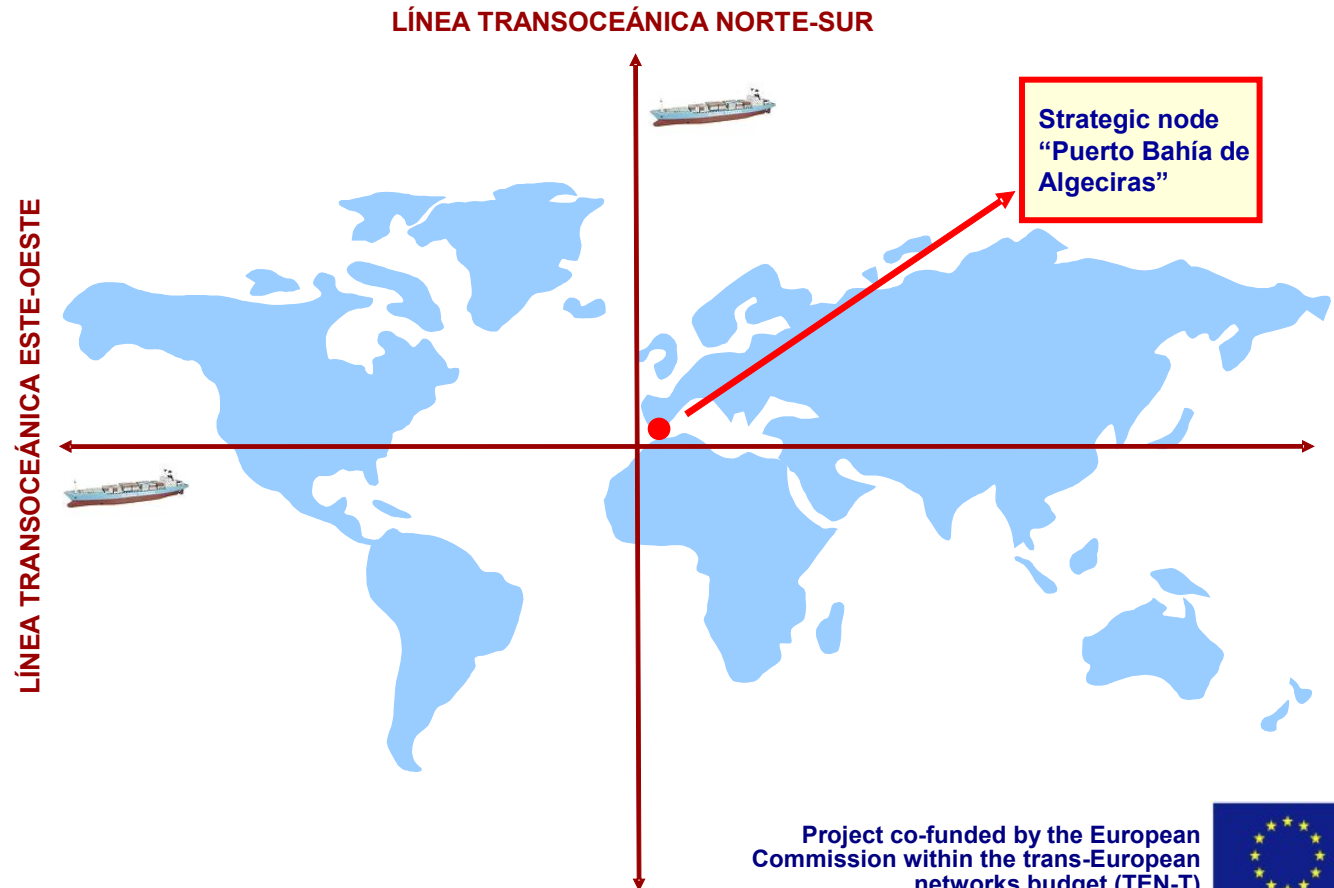 LÍNEA TRANSOCEÁNICA NORTE-SUR
Strategic node
“Puerto Bahía de
Algeciras”
LÍNEA TRANSOCEÁNICA ESTE-OESTE
Project co-funded by the European
Commission within the trans-European
networks budget (TEN-T)